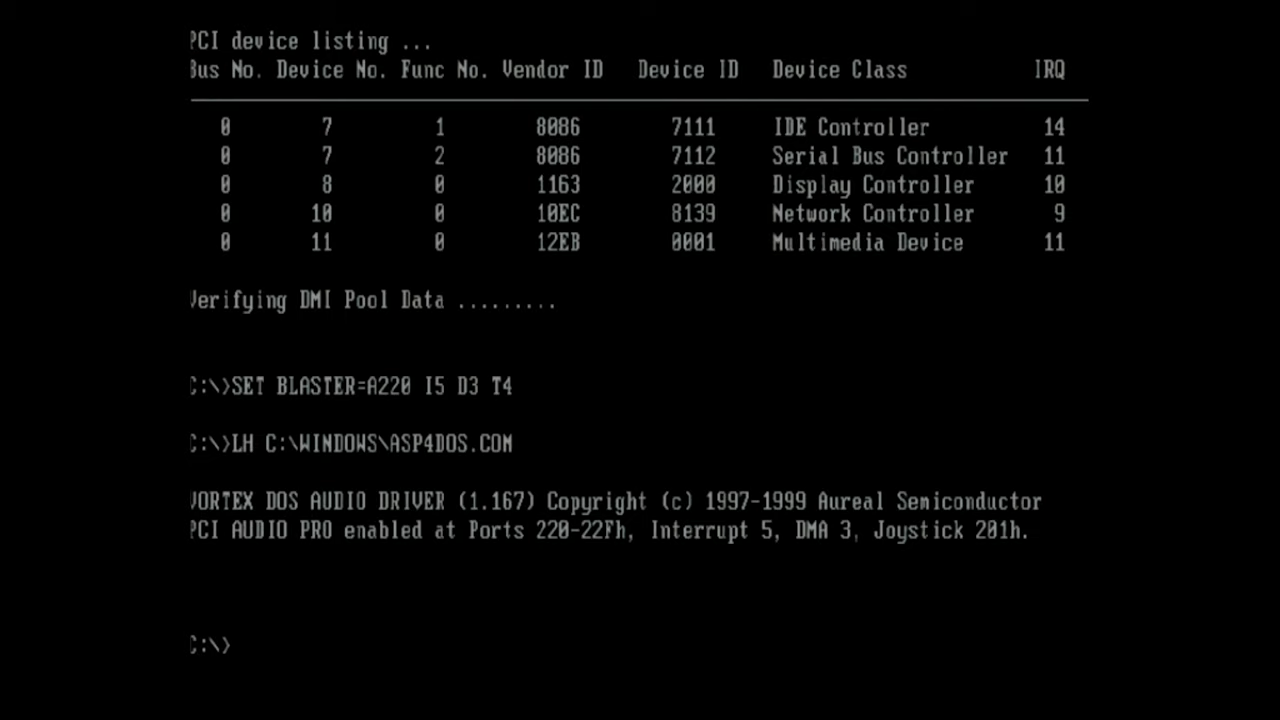 PCI device listing ...
Bus No. Device No. Func No. Vendor ID Device ID Device Class IRQ
0 7 1 8086 7111 IDE Controller 14
0 7 2 8086 7112 Serial Bus Controller 11
0 8 0 1163 2000 Display Controller 10
0 10 0 10EC 8139 Network Controller 9
0 11 0 12EB 0001 Multimedia Device 11
Verifying DMI Pool Data .........
C:\>SET BLASTER=A220 I5 D3 T4
C:\>LH C:\WINDOWS\ASP4DOS.COM
VORTEX DOS AUDIO DRIVER (1.167) Copyright (c) 1997-1999 Aureal Semiconductor
PCI AUDIO PRO enabled at Ports 220-22Fh, Interrupt 5, DMA 3, Joystick 201h.
C:\>